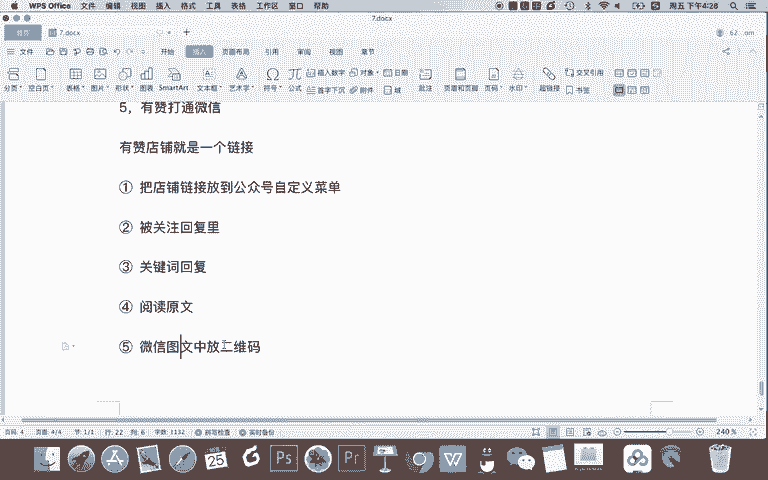 WPS Office 文件 编辑 视图 插入 格式 工具 表格 工作区 窗口 帮助 周五 下午4:28
7.docx
首页 7.docx
文件 开始 插入 页面布局 引用 审阅 视图 章节
分页 空白页 表格 图片 形状 图表 SmartArt 文本框 艺术字 符号 公式 插入数字 对象 日期 批注 页眉和页脚 页码 水印 超链接 交叉引用
首字下沉 附件 域 书签
5，有赞打通微信
有赞店铺就是一个链接
① 把店铺链接放到公众号自定义菜单
② 被关注回复里
③ 关键词回复
④ 阅读原文
⑤ 微信图文中放二维码
页码: 4 页面: 4/4 节: 1/1 行: 22 列: 6 字数: 1132 拼写检查 实时备份 240 %
25 Ps Pr